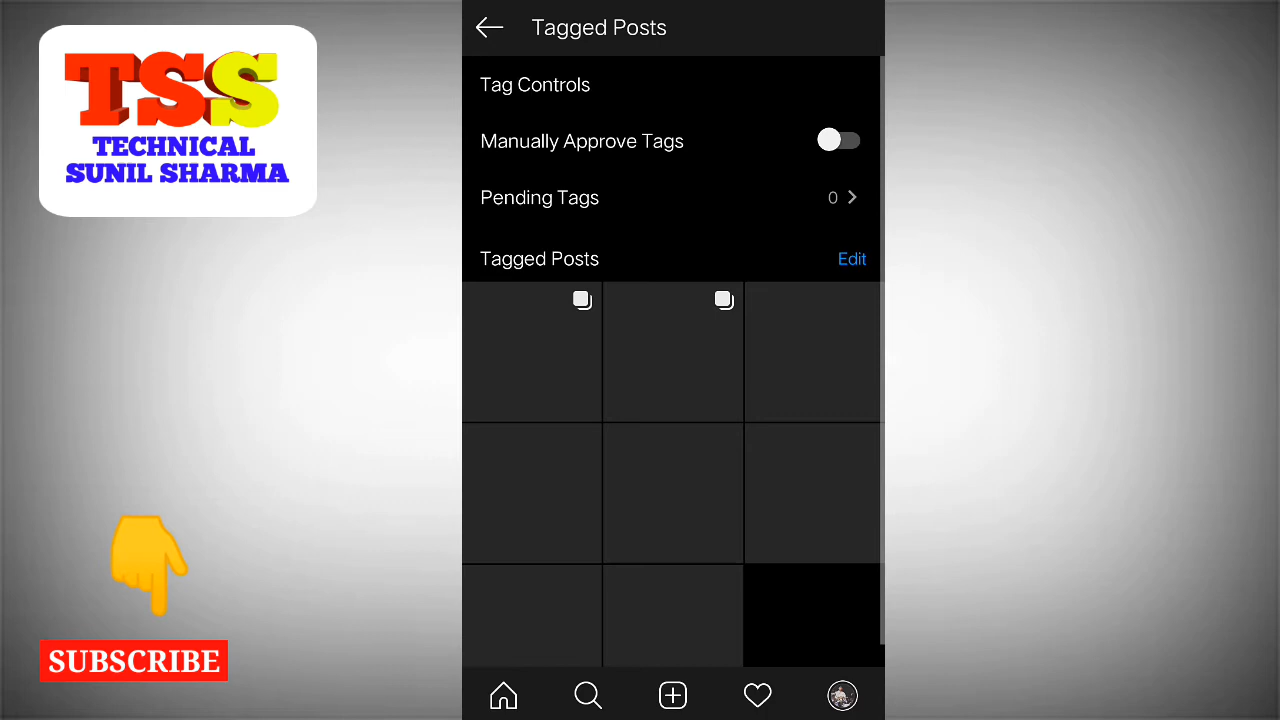 TSS
TECHNICAL
SUNIL SHARMA
SUBSCRIBE
Tagged Posts
Tag Controls
Manually Approve Tags
Pending Tags 0
Tagged Posts Edit